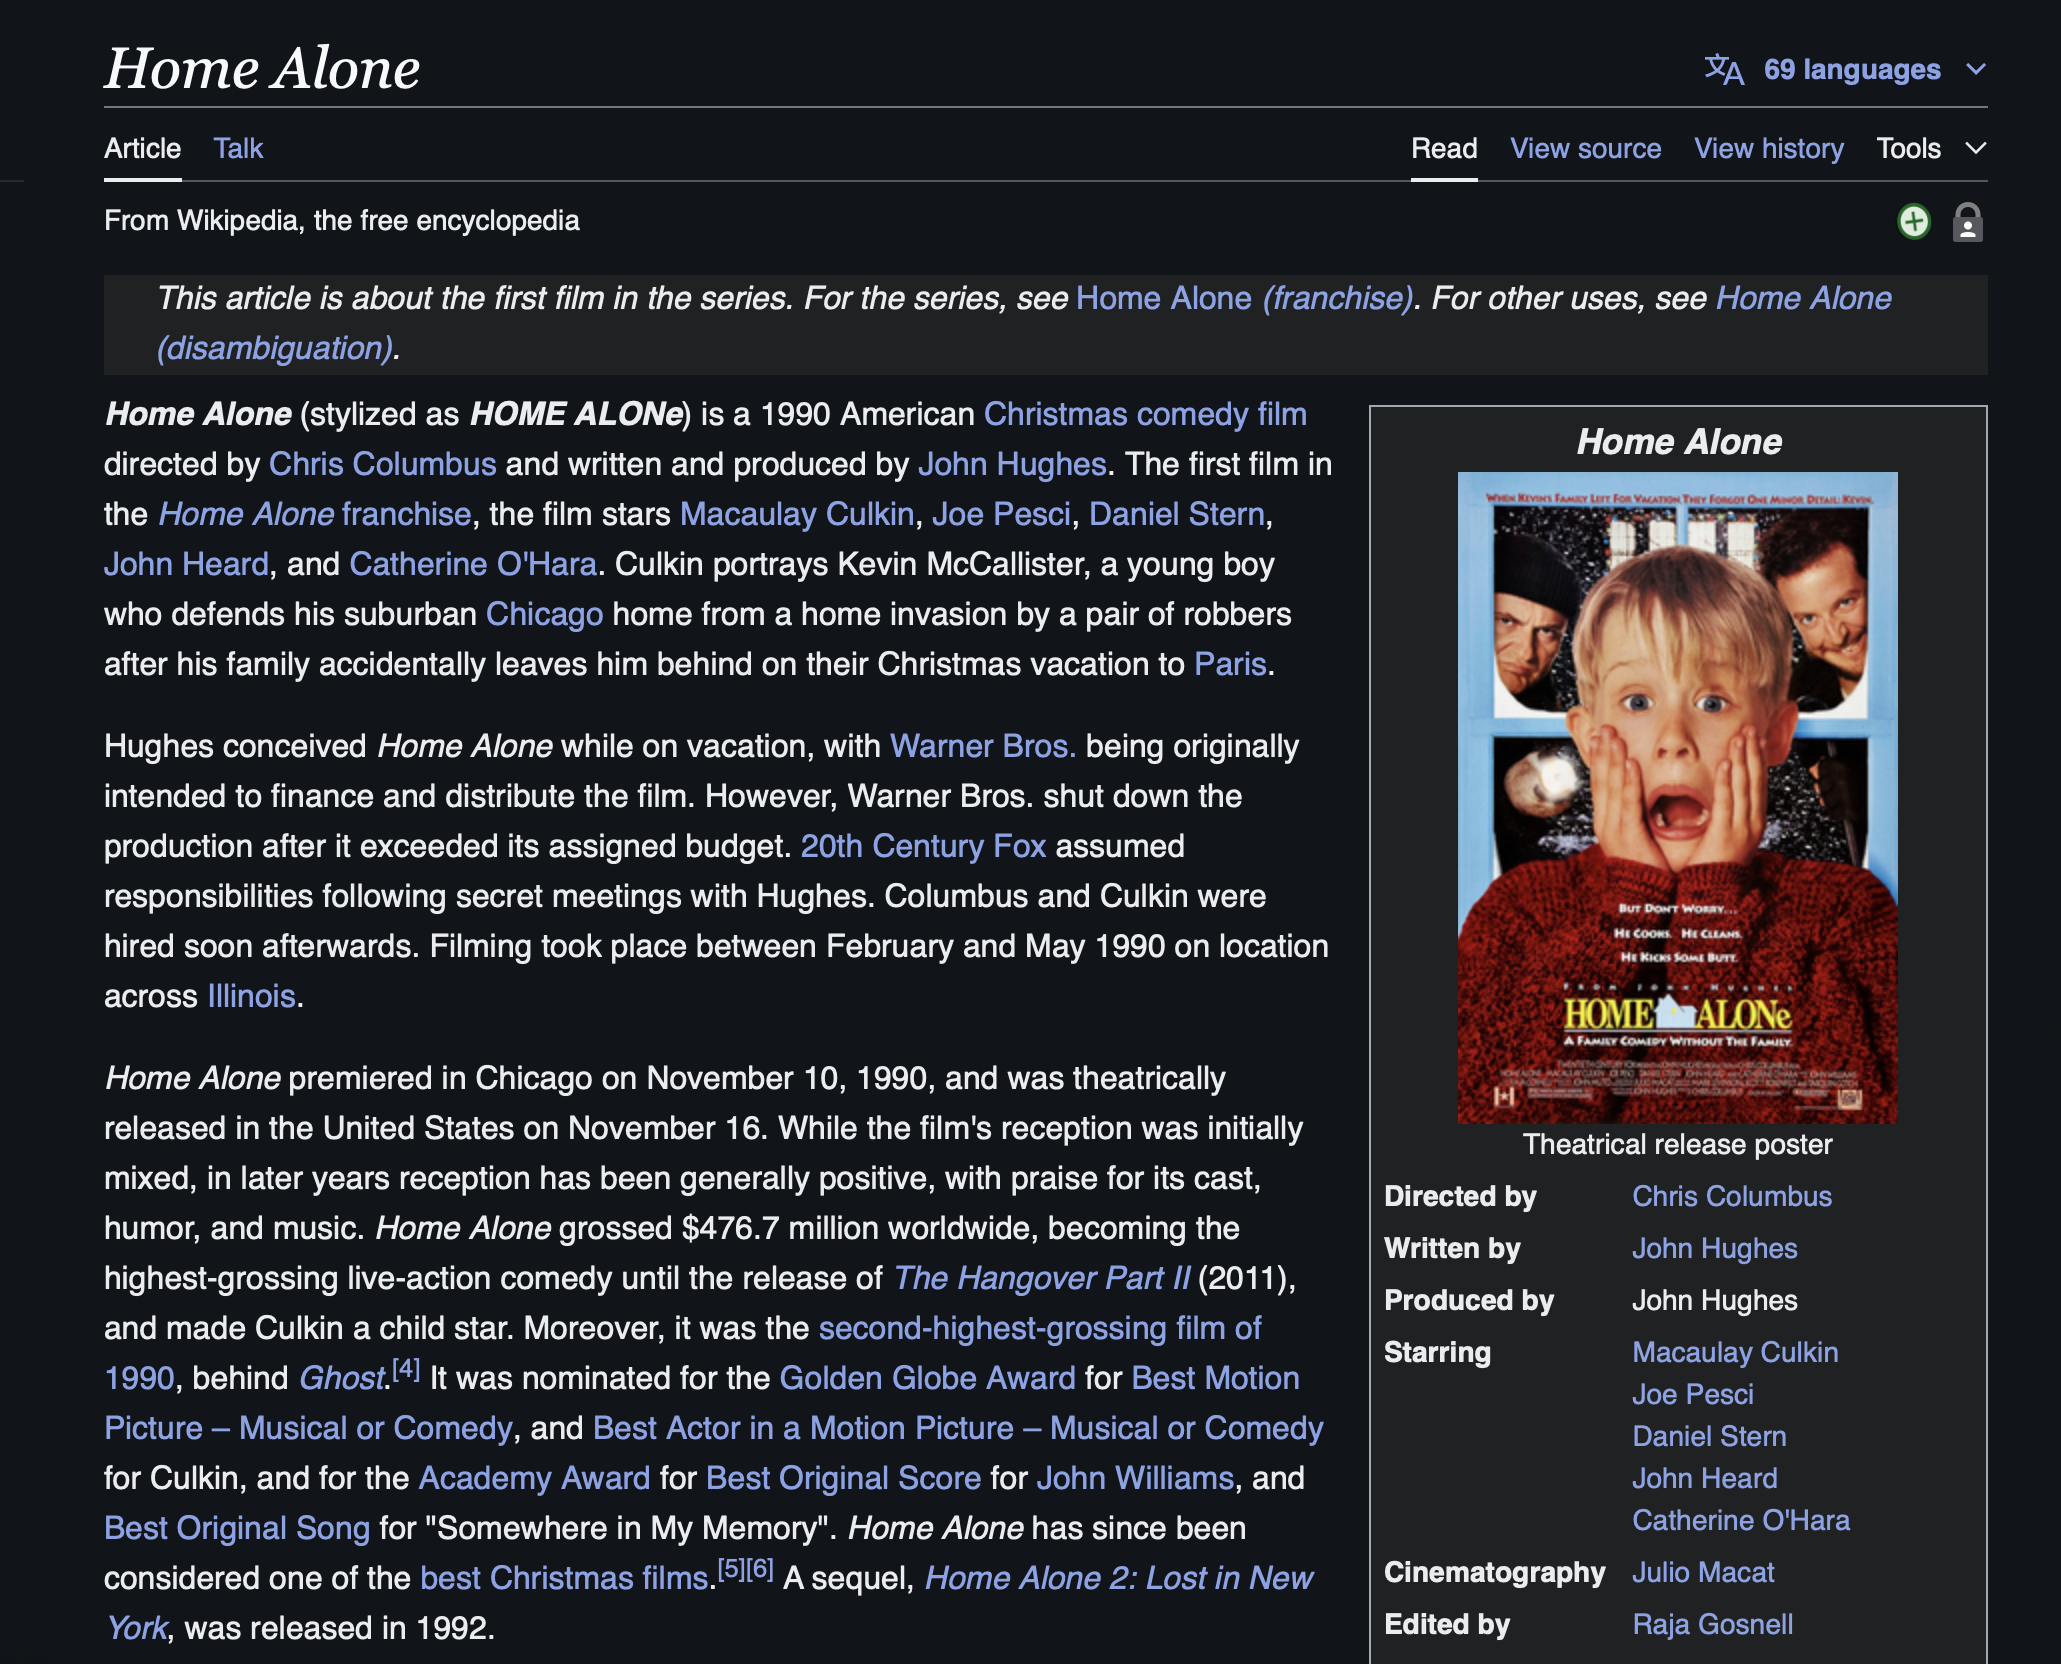 Home Alone
69 languages
Article Talk
Read View source View history Tools
From Wikipedia, the free encyclopedia
This article is about the first film in the series. For the series, see Home Alone (franchise). For other uses, see Home Alone
(disambiguation).
Home Alone (stylized as HOME ALONe) is a 1990 American Christmas comedy film
directed by Chris Columbus and written and produced by John Hughes. The first film in
the Home Alone franchise, the film stars Macaulay Culkin, Joe Pesci, Daniel Stern,
John Heard, and Catherine O'Hara. Culkin portrays Kevin McCallister, a young boy
who defends his suburban Chicago home from a home invasion by a pair of robbers
after his family accidentally leaves him behind on their Christmas vacation to Paris.
Hughes conceived Home Alone while on vacation, with Warner Bros. being originally
intended to finance and distribute the film. However, Warner Bros. shut down the
production after it exceeded its assigned budget. 20th Century Fox assumed
responsibilities following secret meetings with Hughes. Columbus and Culkin were
hired soon afterwards. Filming took place between February and May 1990 on location
across Illinois.
Home Alone premiered in Chicago on November 10, 1990, and was theatrically
released in the United States on November 16. While the film's reception was initially
mixed, in later years reception has been generally positive, with praise for its cast,
humor, and music. Home Alone grossed $476.7 million worldwide, becoming the
highest-grossing live-action comedy until the release of The Hangover Part II (2011),
and made Culkin a child star. Moreover, it was the second-highest-grossing film of
1990, behind Ghost.[4] It was nominated for the Golden Globe Award for Best Motion
Picture – Musical or Comedy, and Best Actor in a Motion Picture – Musical or Comedy
for Culkin, and for the Academy Award for Best Original Score for John Williams, and
Best Original Song for "Somewhere in My Memory". Home Alone has since been
considered one of the best Christmas films.[5][6] A sequel, Home Alone 2: Lost in New
York, was released in 1992.
Home Alone
WHEN KEVIN'S FAMILY LEFT FOR VACATION, THEY FORGOT ONE MINOR DETAIL: KEVIN.
BUT DON'T WORRY...
HE COOKS. HE CLEANS.
HE KICKS SOME BUTT.
FROM JOHN HUGHES
HOME ALONe
A FAMILY COMEDY WITHOUT THE FAMILY.
Theatrical release poster
Directed by Chris Columbus
Written by John Hughes
Produced by John Hughes
Starring Macaulay Culkin
Joe Pesci
Daniel Stern
John Heard
Catherine O'Hara
Cinematography Julio Macat
Edited by Raja Gosnell